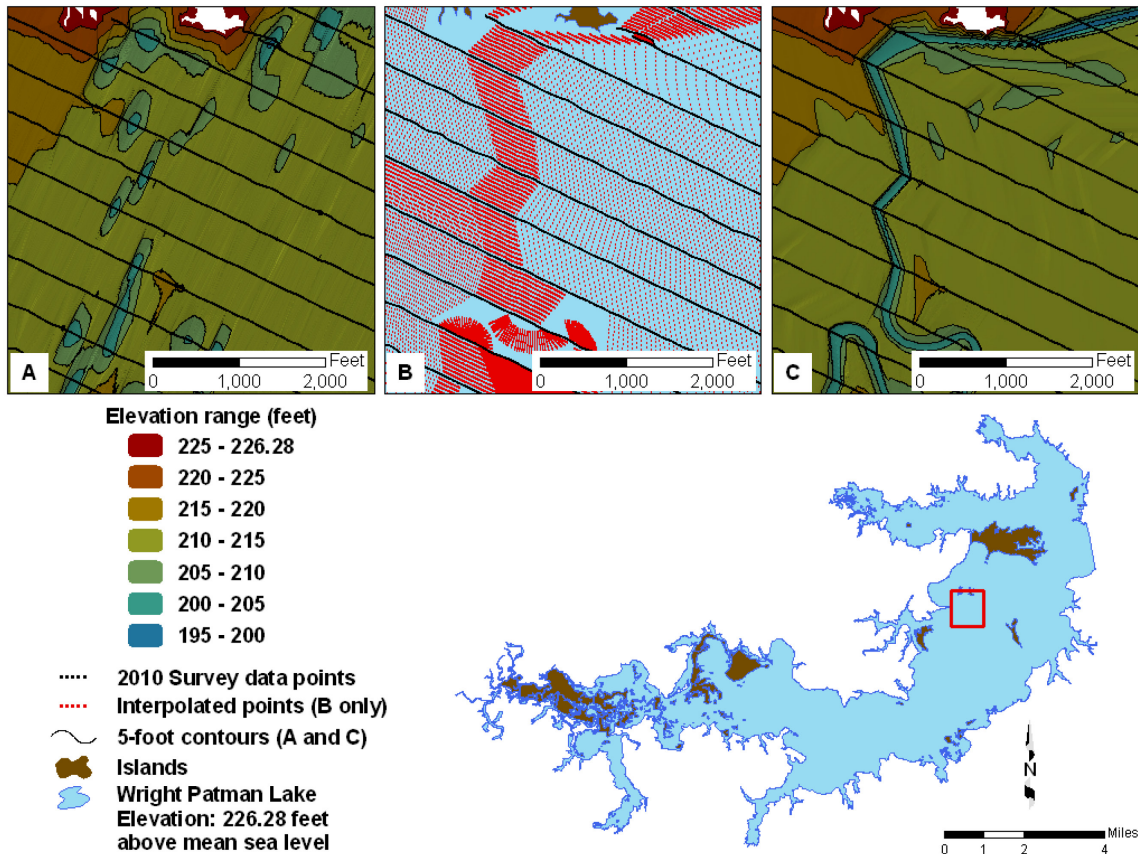 A
Feet
0 1,000 2,000
B
Feet
0 1,000 2,000
C
Feet
0 1,000 2,000
Elevation range (feet)
225 - 226.28
220 - 225
215 - 220
210 - 215
205 - 210
200 - 205
195 - 200
2010 Survey data points
Interpolated points (B only)
5-foot contours (A and C)
Islands
Wright Patman Lake
Elevation: 226.28 feet
above mean sea level
N
Miles
0 1 2 4